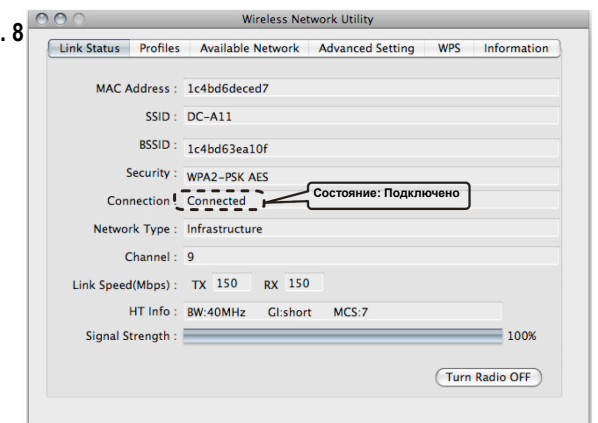 . 8
Wireless Network Utility
Link Status Profiles Available Network Advanced Setting WPS Information
MAC Address : 1c4bd6deced7
SSID : DC-A11
BSSID : 1c4bd63ea10f
Security : WPA2-PSK AES
Connection : Connected
Состояние: Подключено
Network Type : Infrastructure
Channel : 9
Link Speed(Mbps) : TX 150 RX 150
HT Info : BW:40MHz GI:short MCS:7
Signal Strength : 100%
Turn Radio OFF